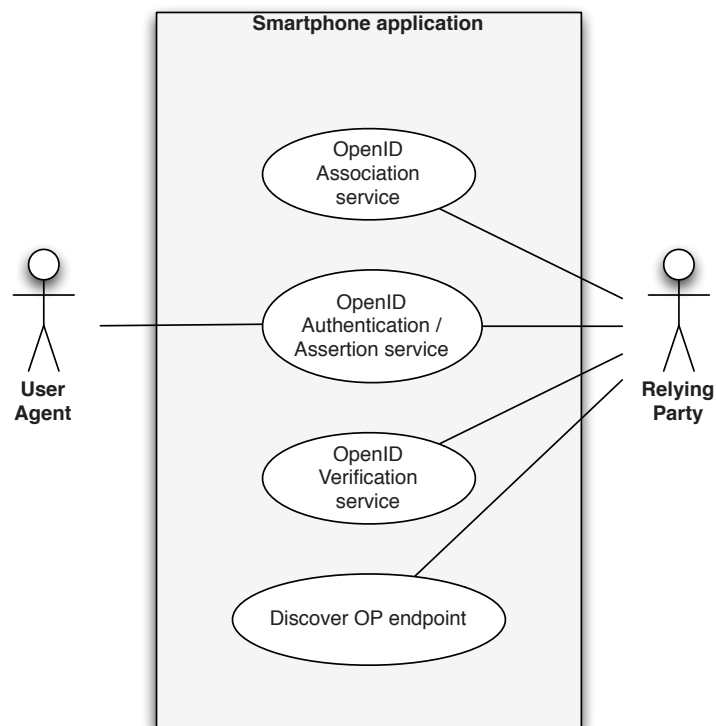 Smartphone application
OpenID
Association
service
OpenID
Authentication /
Assertion service
User
Agent
Relying
Party
OpenID
Verification
service
Discover OP endpoint